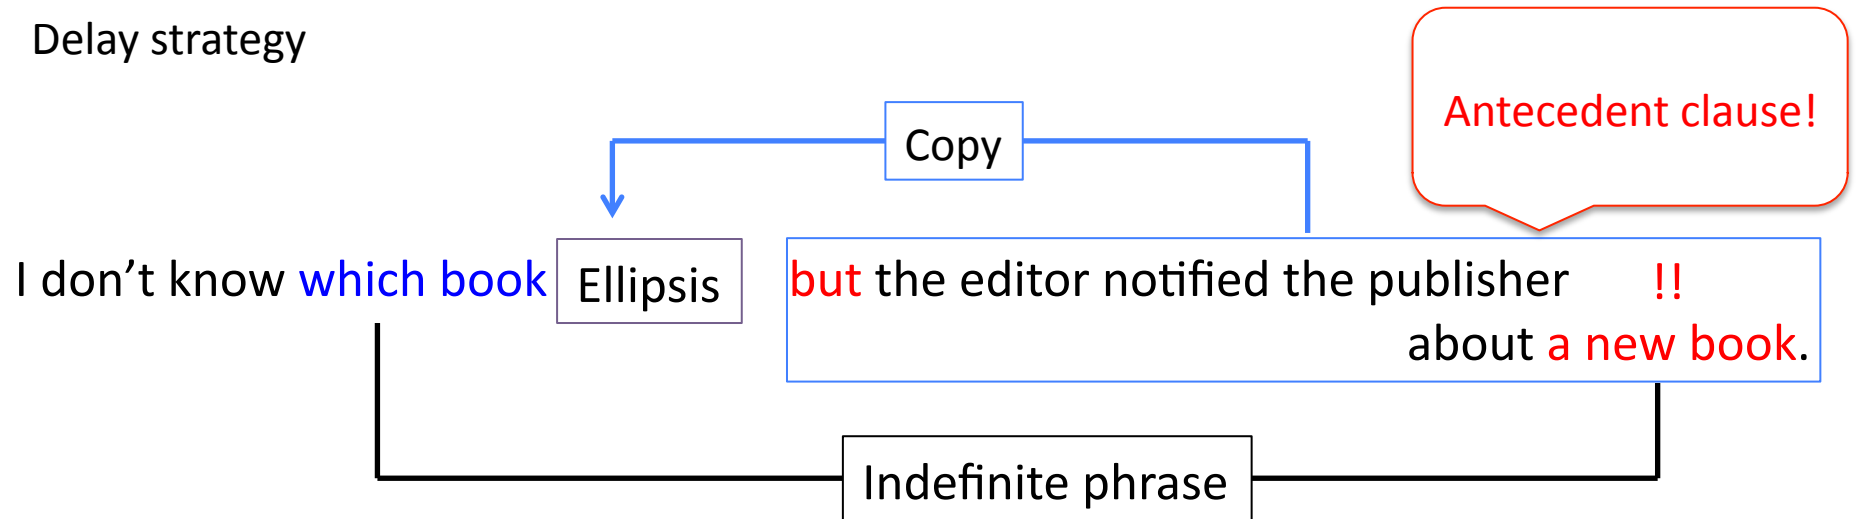 Delay strategy
Antecedent clause!
Copy
I don’t know which book Ellipsis but the editor notified the publisher !!
about a new book.
Indefinite phrase